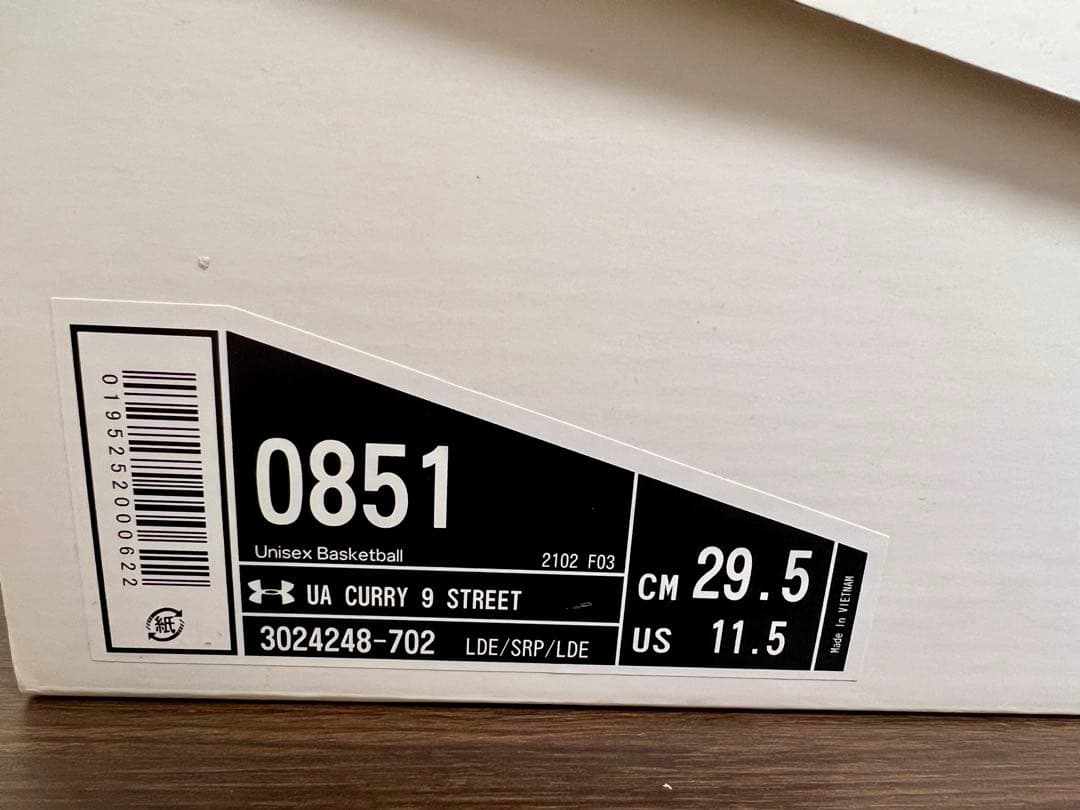 0195252000622
紙
0851
Unisex Basketball
2102 F03
UA CURRY 9 STREET
3024248-702 LDE/SRP/LDE
CM 29.5
US 11.5
Made In VIETNAM